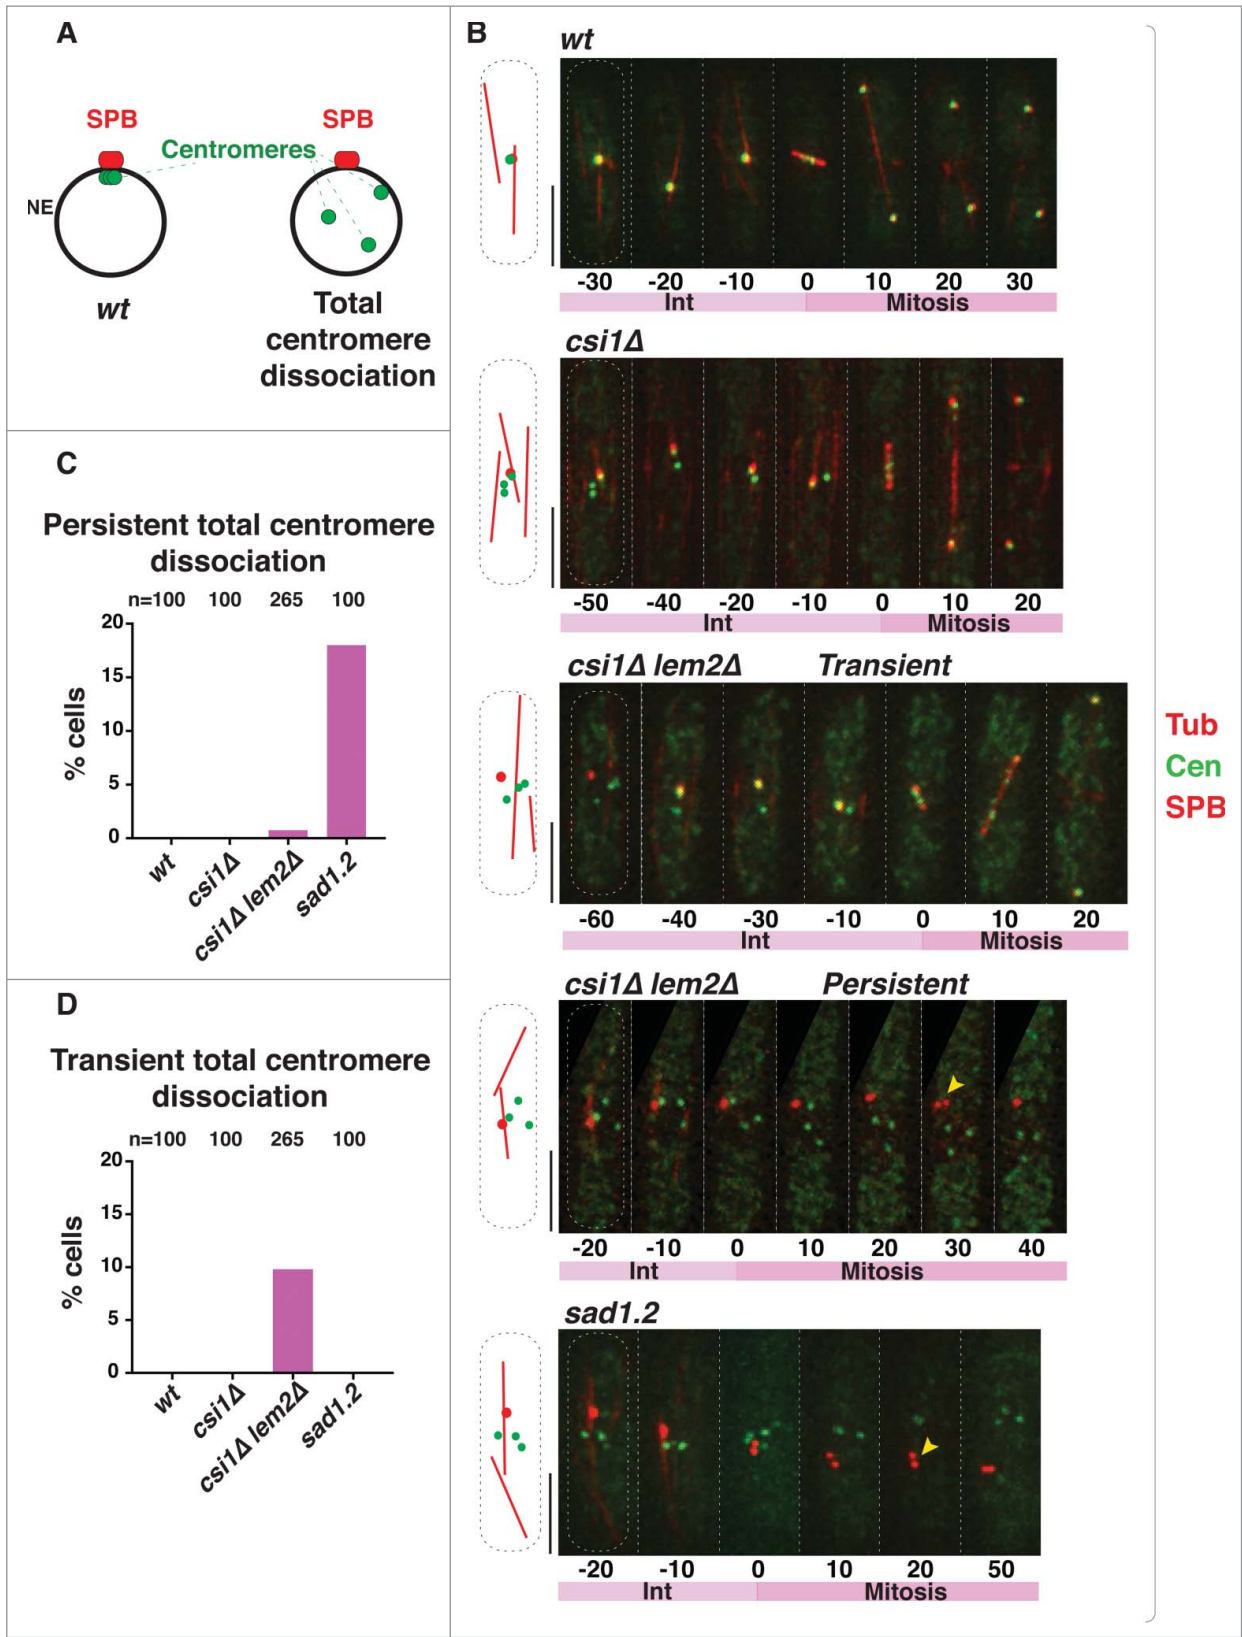 A
SPB
SPB
Centromeres
NE
wt
Total
centromere
dissociation
B
wt
-30 -20 -10 0 10 20 30
Int Mitosis
csi1Δ
-50 -40 -20 -10 0 10 20
Int Mitosis
csi1Δ lem2Δ Transient
-60 -40 -30 -10 0 10 20
Int Mitosis
csi1Δ lem2Δ Persistent
-20 -10 0 10 20 30 40
Int Mitosis
sad1.2
-20 -10 0 10 20 50
Int Mitosis
Tub
Cen
SPB
C
Persistent total centromere
dissociation
n=100 100 265 100
20
15
10
5
0
% cells
wt
csi1Δ
csi1Δ lem2Δ
sad1.2
D
Transient total centromere
dissociation
n=100 100 265 100
20
15
10
5
0
% cells
wt
csi1Δ
csi1Δ lem2Δ
sad1.2